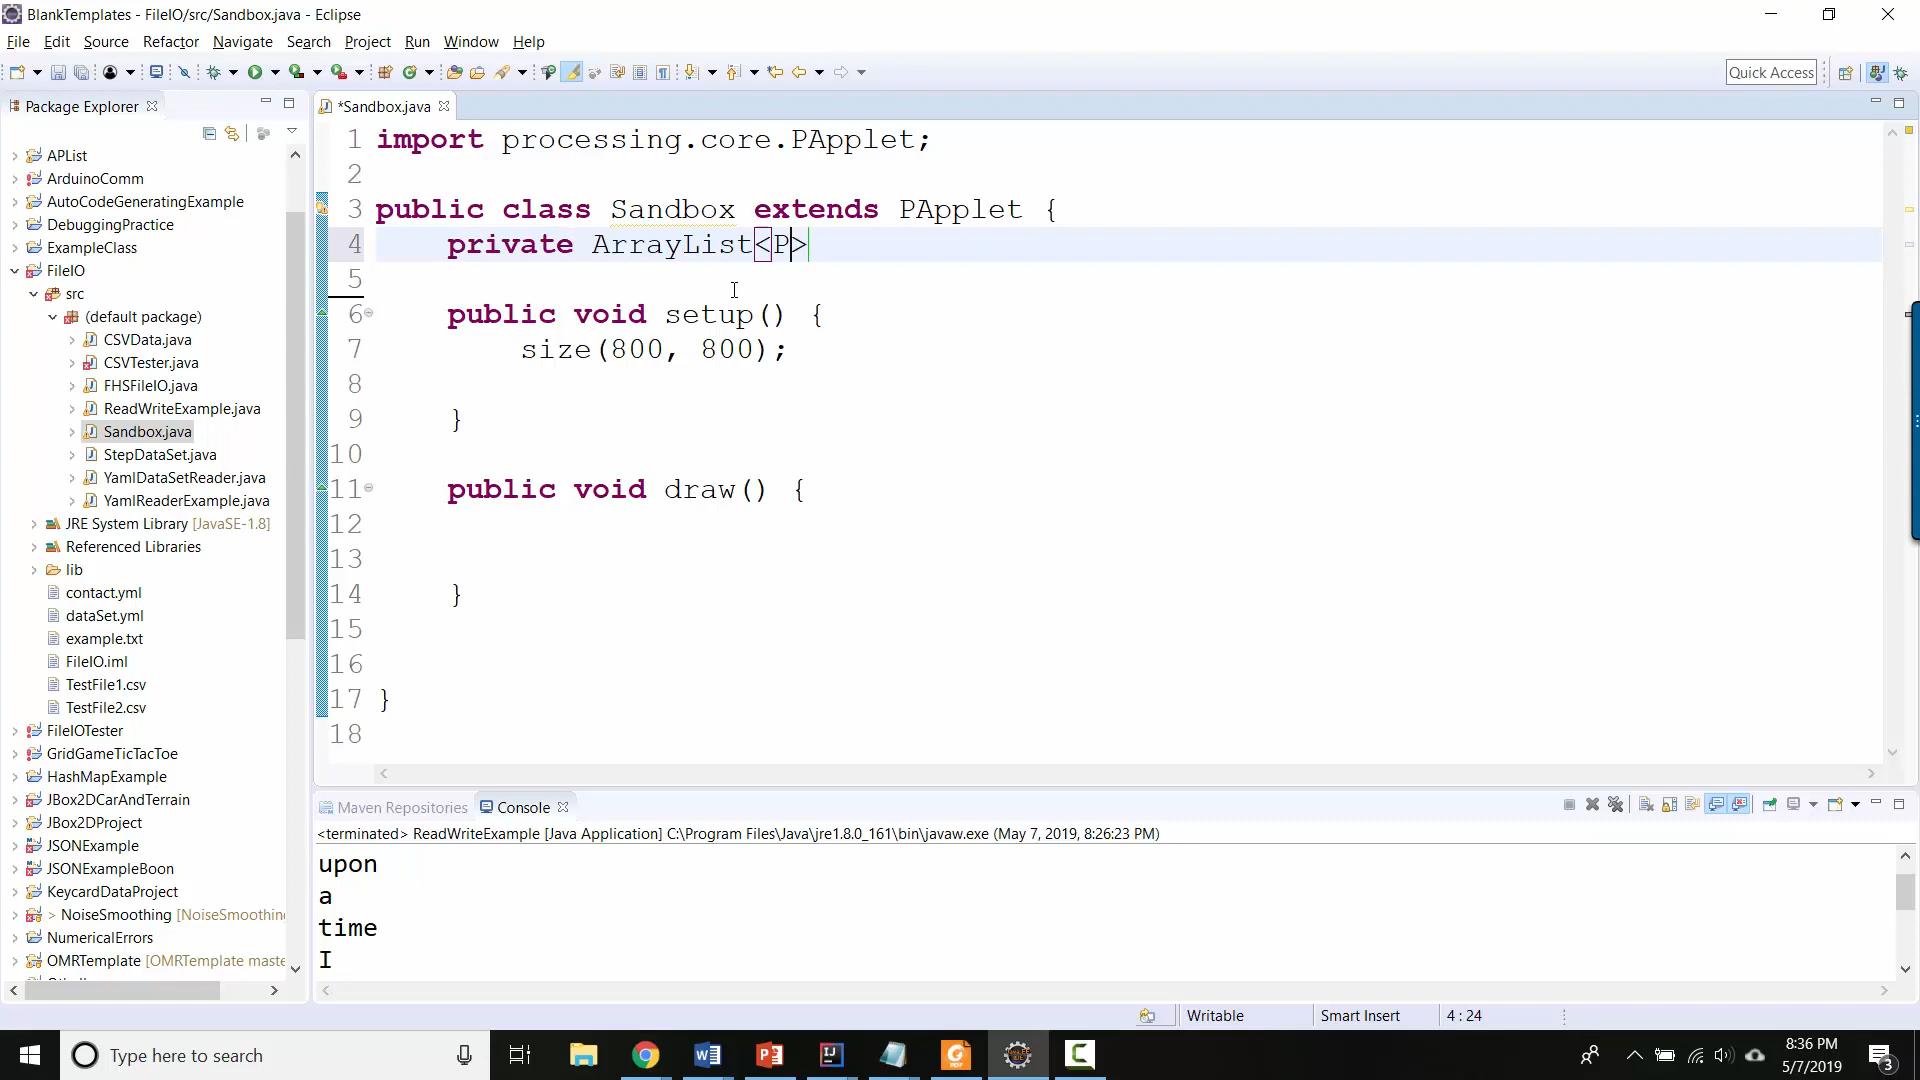 BlankTemplates - FileIO/src/Sandbox.java - Eclipse
File Edit Source Refactor Navigate Search Project Run Window Help
Quick Access
Package Explorer
*Sandbox.java
APList
ArduinoComm
AutoCodeGeneratingExample
DebuggingPractice
ExampleClass
FileIO
src
(default package)
CSVData.java
CSVTester.java
FHSFileIO.java
ReadWriteExample.java
Sandbox.java
StepDataSet.java
YamlDataSetReader.java
YamlReaderExample.java
JRE System Library [JavaSE-1.8]
Referenced Libraries
lib
contact.yml
dataSet.yml
example.txt
FileIO.iml
TestFile1.csv
TestFile2.csv
FileIOTester
GridGameTicTacToe
HashMapExample
JBox2DCarAndTerrain
JBox2DProject
JSONExample
JSONExampleBoon
KeycardDataProject
> NoiseSmoothing [NoiseSmoothin
NumericalErrors
OMRTemplate [OMRTemplate maste
1 import processing.core.PApplet;
2
3 public class Sandbox extends PApplet {
4 private ArrayList<P>
5
6 public void setup() {
7 size(800, 800);
8
9 }
10
11 public void draw() {
12
13
14 }
15
16
17 }
18
Maven Repositories Console
<terminated> ReadWriteExample [Java Application] C:\Program Files\Java\jre1.8.0_161\bin\javaw.exe (May 7, 2019, 8:26:23 PM)
upon
a
time
I
Writable Smart Insert 4 : 24
Type here to search
8:36 PM
5/7/2019
3